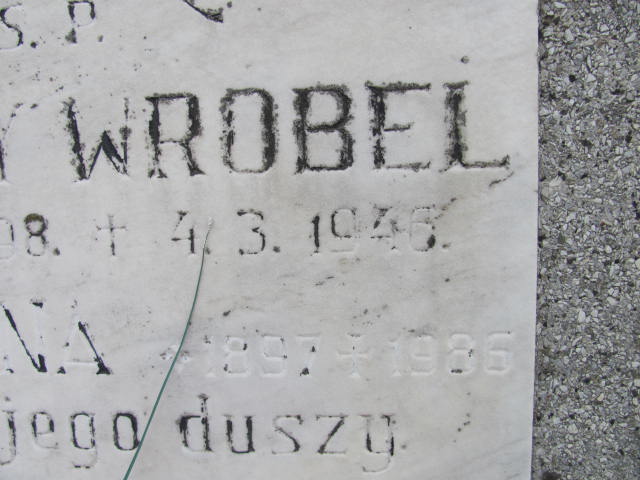 S.P.
Y WROBEL
98. + 4. 3. 1946.
NA *1897 + 1986
jego duszy.